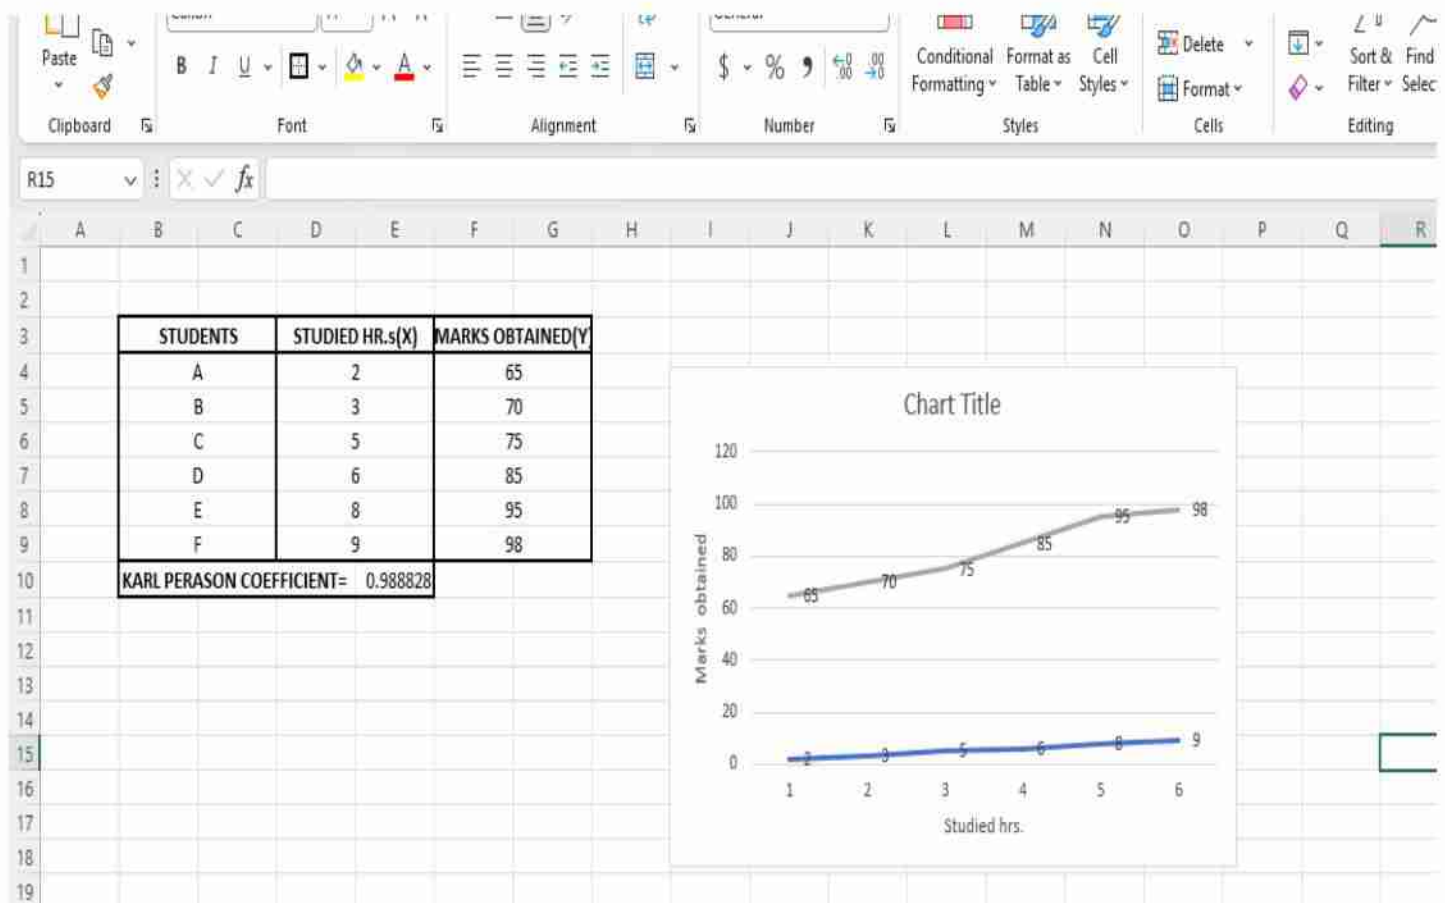 Paste
B I U A
$ % 9
Conditional Formatting
Format as Table
Cell Styles
Delete
Format
Sort & Filter
Find
Selec
Clipboard Font Alignment Number Styles Cells Editing
R15 fx
A B C D E F G H I J K L M N O P Q R
1
2
3 STUDENTS STUDIED HR.s(X) MARKS OBTAINED(Y)
4 A 2 65
5 B 3 70
6 C 5 75
7 D 6 85
8 E 8 95
9 F 9 98
10 KARL PERASON COEFFICIENT= 0.988828
11
12
13
14
15
16
17
18
19
Chart Title
120
100
80
60
40
20
0
Marks obtained
65 70 75 85 95 98
2 3 5 6 8 9
1 2 3 4 5 6
Studied hrs.